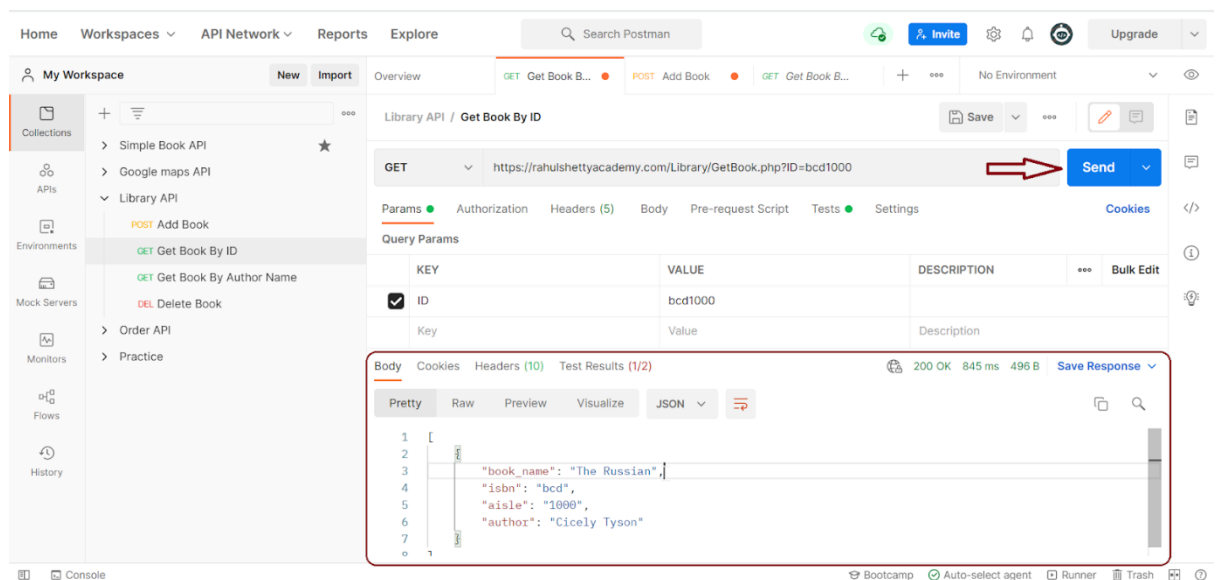 Home Workspaces API Network Reports Explore Search Postman Invite Upgrade
My Workspace New Import Overview GET Get Book B... POST Add Book GET Get Book B... + ooo No Environment
Collections
APIs
Environments
Mock Servers
Monitors
Flows
History
Simple Book API
Google maps API
Library API
POST Add Book
GET Get Book By ID
GET Get Book By Author Name
DEL Delete Book
Order API
Practice
Library API / Get Book By ID Save
GET https://rahulshettyacademy.com/Library/GetBook.php?ID=bcd1000 Send
Params Authorization Headers (5) Body Pre-request Script Tests Settings Cookies
Query Params
KEY VALUE DESCRIPTION ooo Bulk Edit
ID bcd1000
Key Value Description
Body Cookies Headers (10) Test Results (1/2) 200 OK 845 ms 496 B Save Response
Pretty Raw Preview Visualize JSON
1 [
2 {
3 "book_name": "The Russian",
4 "isbn": "bcd",
5 "aisle": "1000",
6 "author": "Cicely Tyson"
7 }
8 ]
Console Bootcamp Auto-select agent Runner Trash